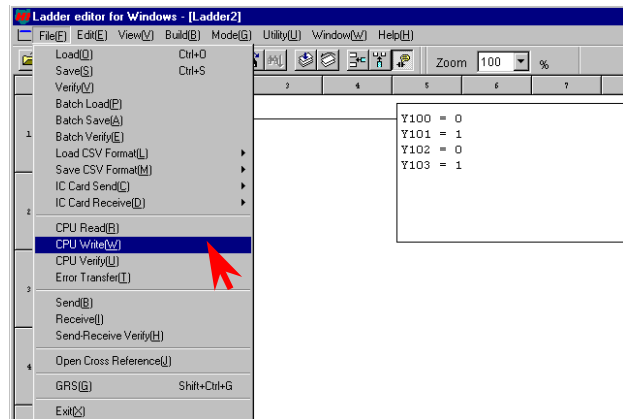 Ladder editor for Windows - [Ladder2]
File(F) Edit(E) View(V) Build(B) Mode(G) Utility(U) Window(W) Help(H)
Zoom 100 %
Load(O) Ctrl+O
Save(S) Ctrl+S
Verify(V)
Batch Load(P)
Batch Save(A)
Batch Verify(E)
Load CSV Format(L)
Save CSV Format(M)
IC Card Send(C)
IC Card Receive(D)
CPU Read(R)
CPU Write(W)
CPU Verify(U)
Error Transfer(T)
Send(B)
Receive(I)
Send-Receive Verify(H)
Open Cross Reference(J)
GRS(G) Shift+Ctrl+G
Exit(X)
3 4 5 6 7
1
2
3
4
Y100 = 0
Y101 = 1
Y102 = 0
Y103 = 1